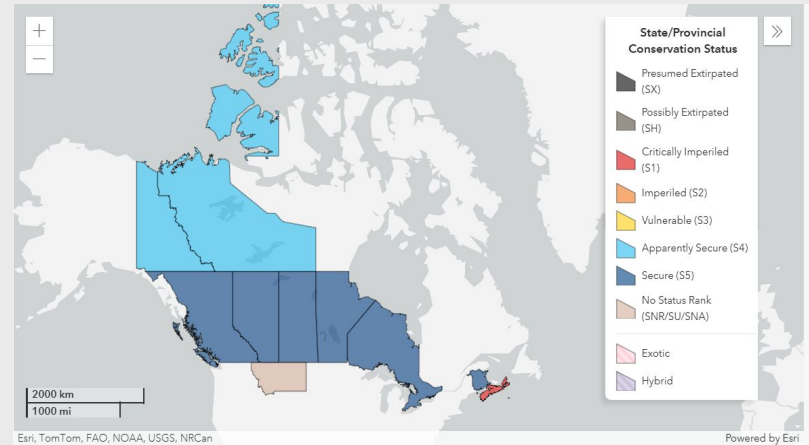 +
−
State/Provincial
Conservation Status
Presumed Extirpated
(SX)
Possibly Extirpated
(SH)
Critically Imperiled
(S1)
Imperiled (S2)
Vulnerable (S3)
Apparently Secure (S4)
Secure (S5)
No Status Rank
(SNR/SU/SNA)
Exotic
Hybrid
»
2000 km
1000 mi
Esri, TomTom, FAO, NOAA, USGS, NRCan
Powered by Esri